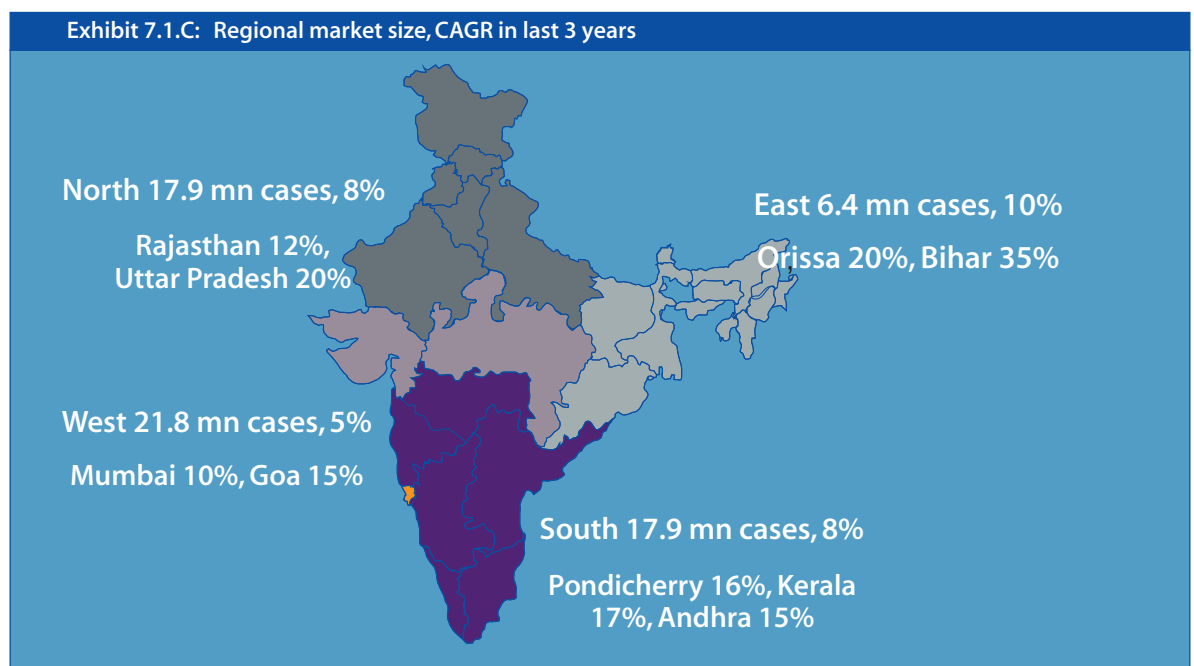 Exhibit 7.1.C: Regional market size, CAGR in last 3 years
North 17.9 mn cases, 8%
Rajasthan 12%,
Uttar Pradesh 20%
East 6.4 mn cases, 10%
Orissa 20%, Bihar 35%
,
West 21.8 mn cases, 5%
Mumbai 10%, Goa 15%
South 17.9 mn cases, 8%
Pondicherry 16%, Kerala
17%, Andhra 15%